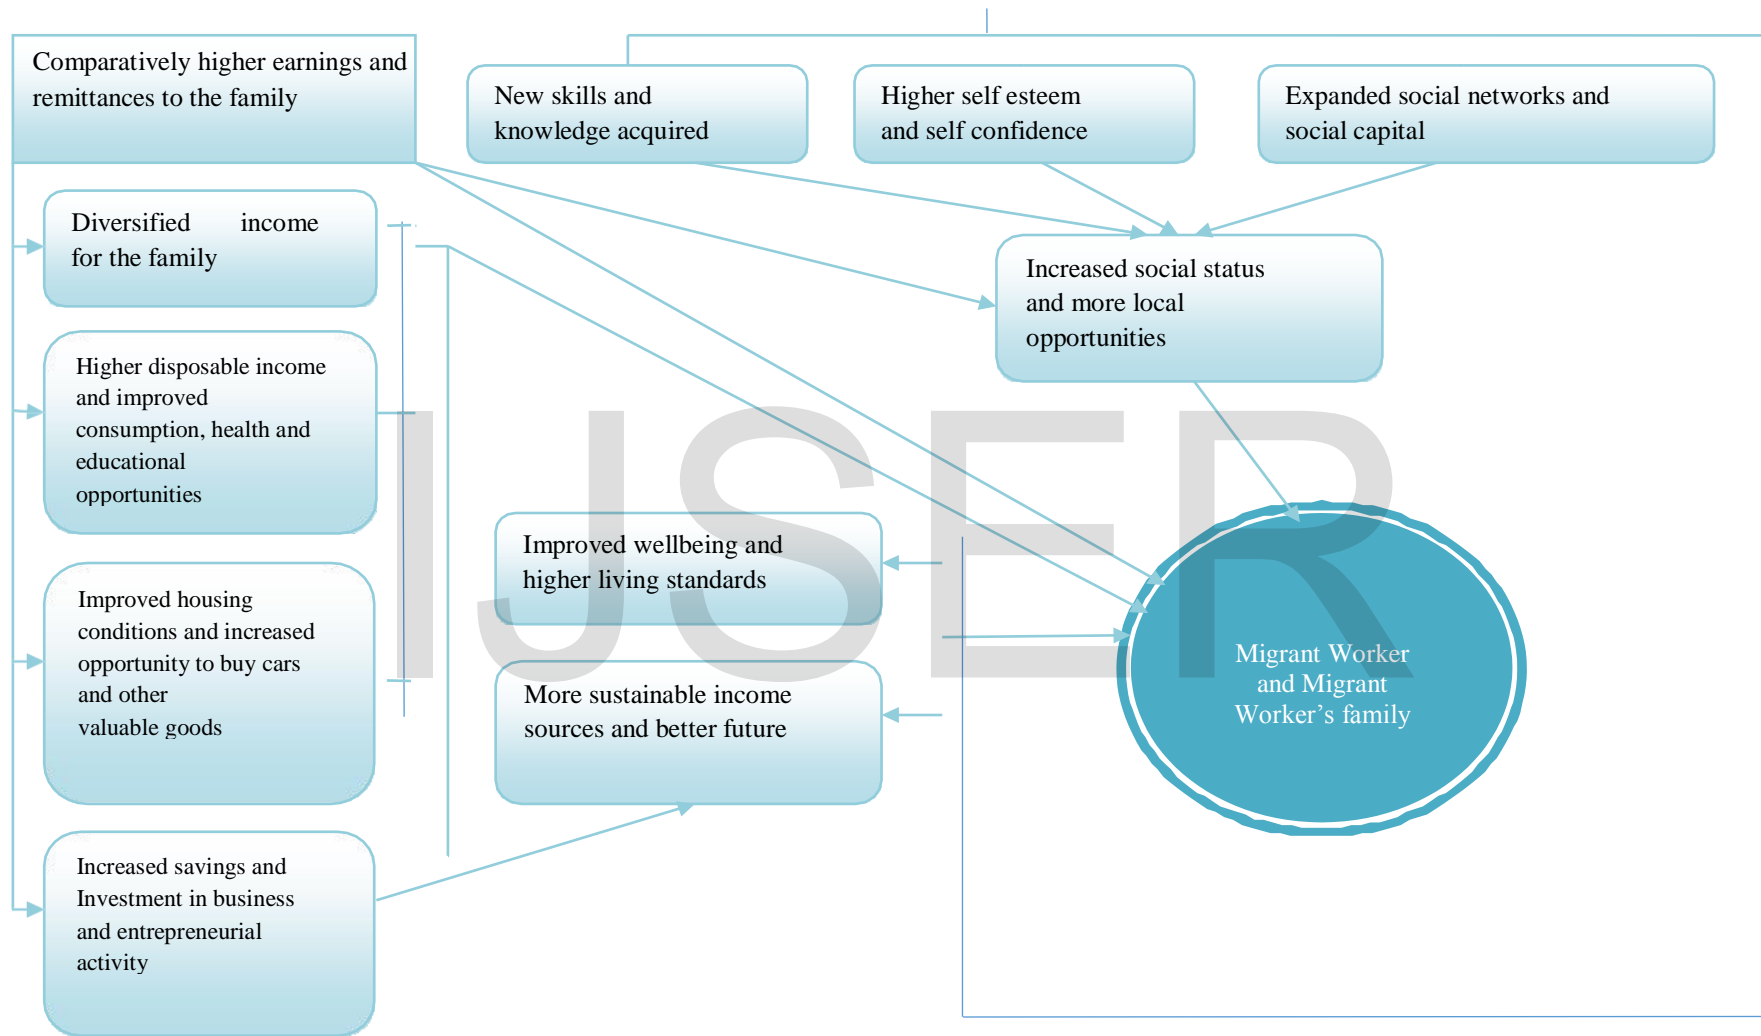 Comparatively higher earnings and
remittances to the family
New skills and
knowledge acquired
Higher self esteem
and self confidence
Expanded social networks and
social capital
Diversified income
for the family
Increased social status
and more local
opportunities
Higher disposable income
and improved
consumption, health and
educational
opportunities
Improved wellbeing and
higher living standards
Improved housing
conditions and increased
opportunity to buy cars
and other
valuable goods
More sustainable income
sources and better future
Migrant Worker
and Migrant
Worker’s family
Increased savings and
Investment in business
and entrepreneurial
activity
IJSER